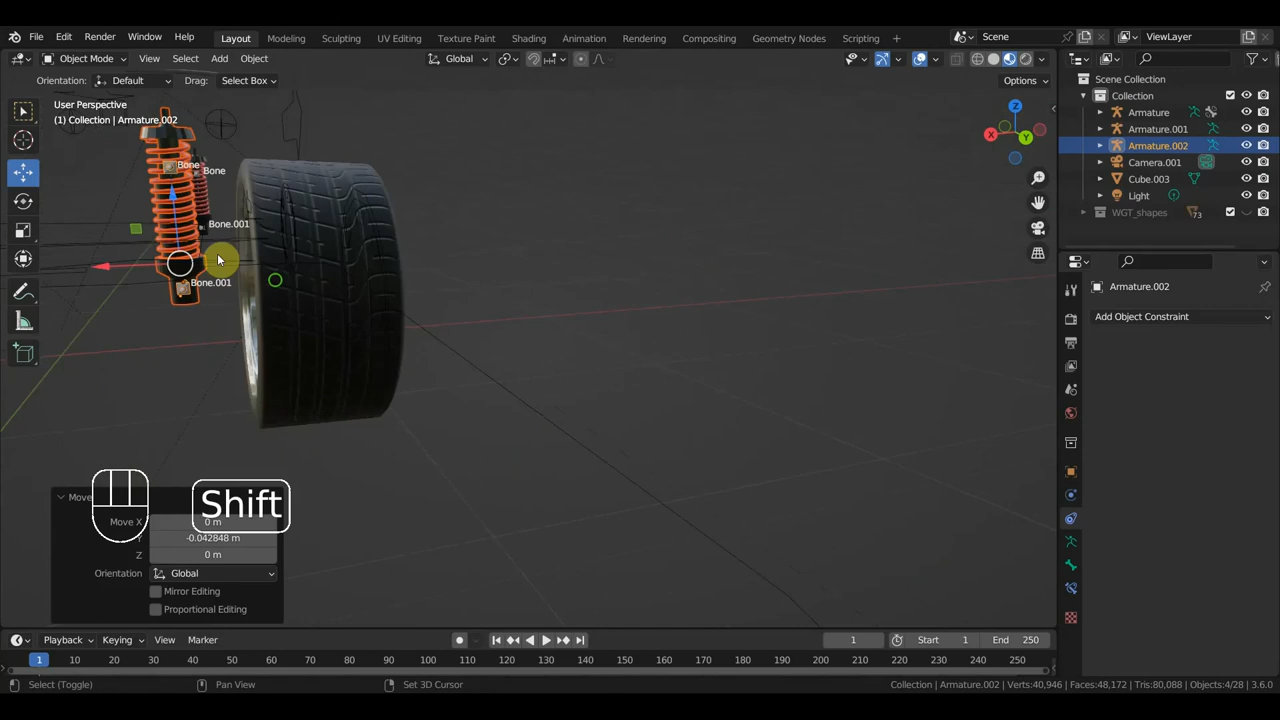 File Edit Render Window Help Layout Modeling Sculpting UV Editing Texture Paint Shading Animation Rendering Compositing Geometry Nodes Scripting + Scene ViewLayer
Object Mode View Select Add Object Global Options
Orientation: Default Drag: Select Box
User Perspective
(1) Collection | Armature.002
Bone
Bone
Bone.001
Bone.001
X
Y
Z
Scene Collection
Collection
Armature
Armature.001
Armature.002
Camera.001
Cube.003
Light
WGT_shapes 73
Armature.002
Add Object Constraint
Shift
Move
Move X 0 m
-0.042848 m
Z 0 m
Orientation Global
Mirror Editing
Proportional Editing
Playback Keying View Marker 1 Start 1 End 250
1 10 20 30 40 50 60 70 80 90 100 110 120 130 140 150 160 170 180 190 200 210 220 230 240 250
Select (Toggle) Pan View Set 3D Cursor Collection | Armature.002 | Verts:40,946 | Faces:48,172 | Tris:80,088 | Objects:4/28 | 3.6.0